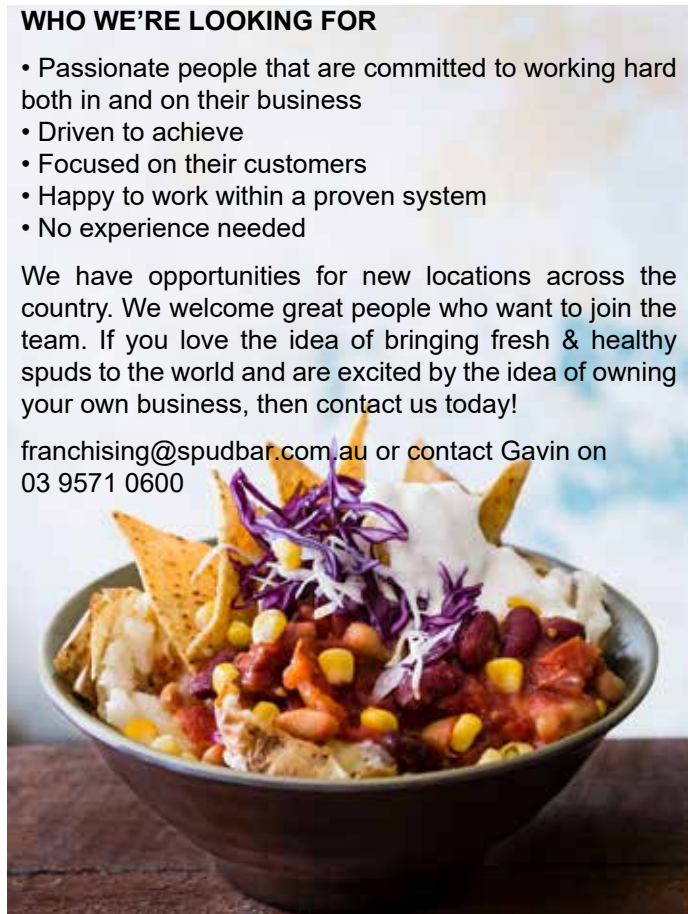 WHO WE’RE LOOKING FOR
• Passionate people that are committed to working hard
both in and on their business
• Driven to achieve
• Focused on their customers
• Happy to work within a proven system
• No experience needed
We have opportunities for new locations across the
country. We welcome great people who want to join the
team. If you love the idea of bringing fresh & healthy
spuds to the world and are excited by the idea of owning
your own business, then contact us today!
franchising@spudbar.com.au or contact Gavin on
03 9571 0600